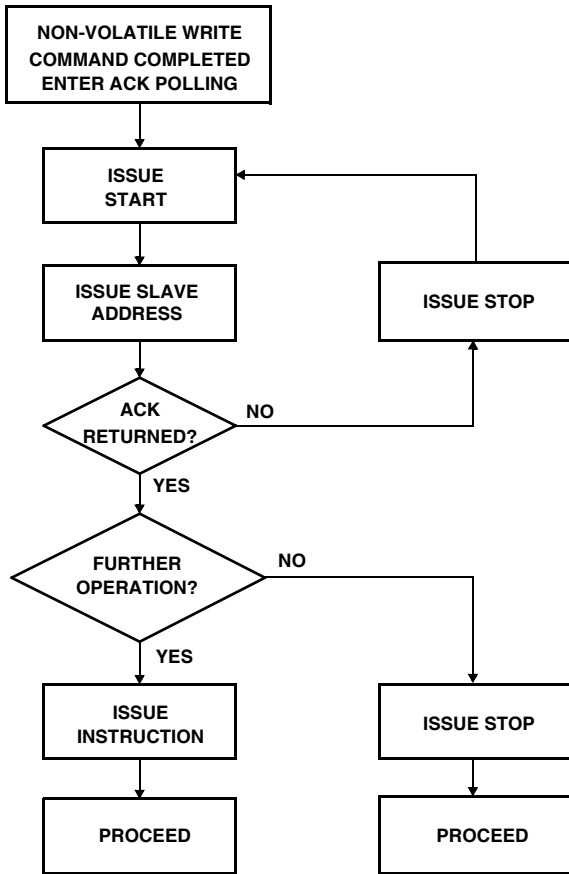 NON-VOLATILE WRITE
COMMAND COMPLETED
ENTER ACK POLLING
ISSUE
START
ISSUE SLAVE
ADDRESS
ISSUE STOP
ACK
RETURNED?
NO
YES
FURTHER
OPERATION?
NO
YES
ISSUE
INSTRUCTION
ISSUE STOP
PROCEED
PROCEED